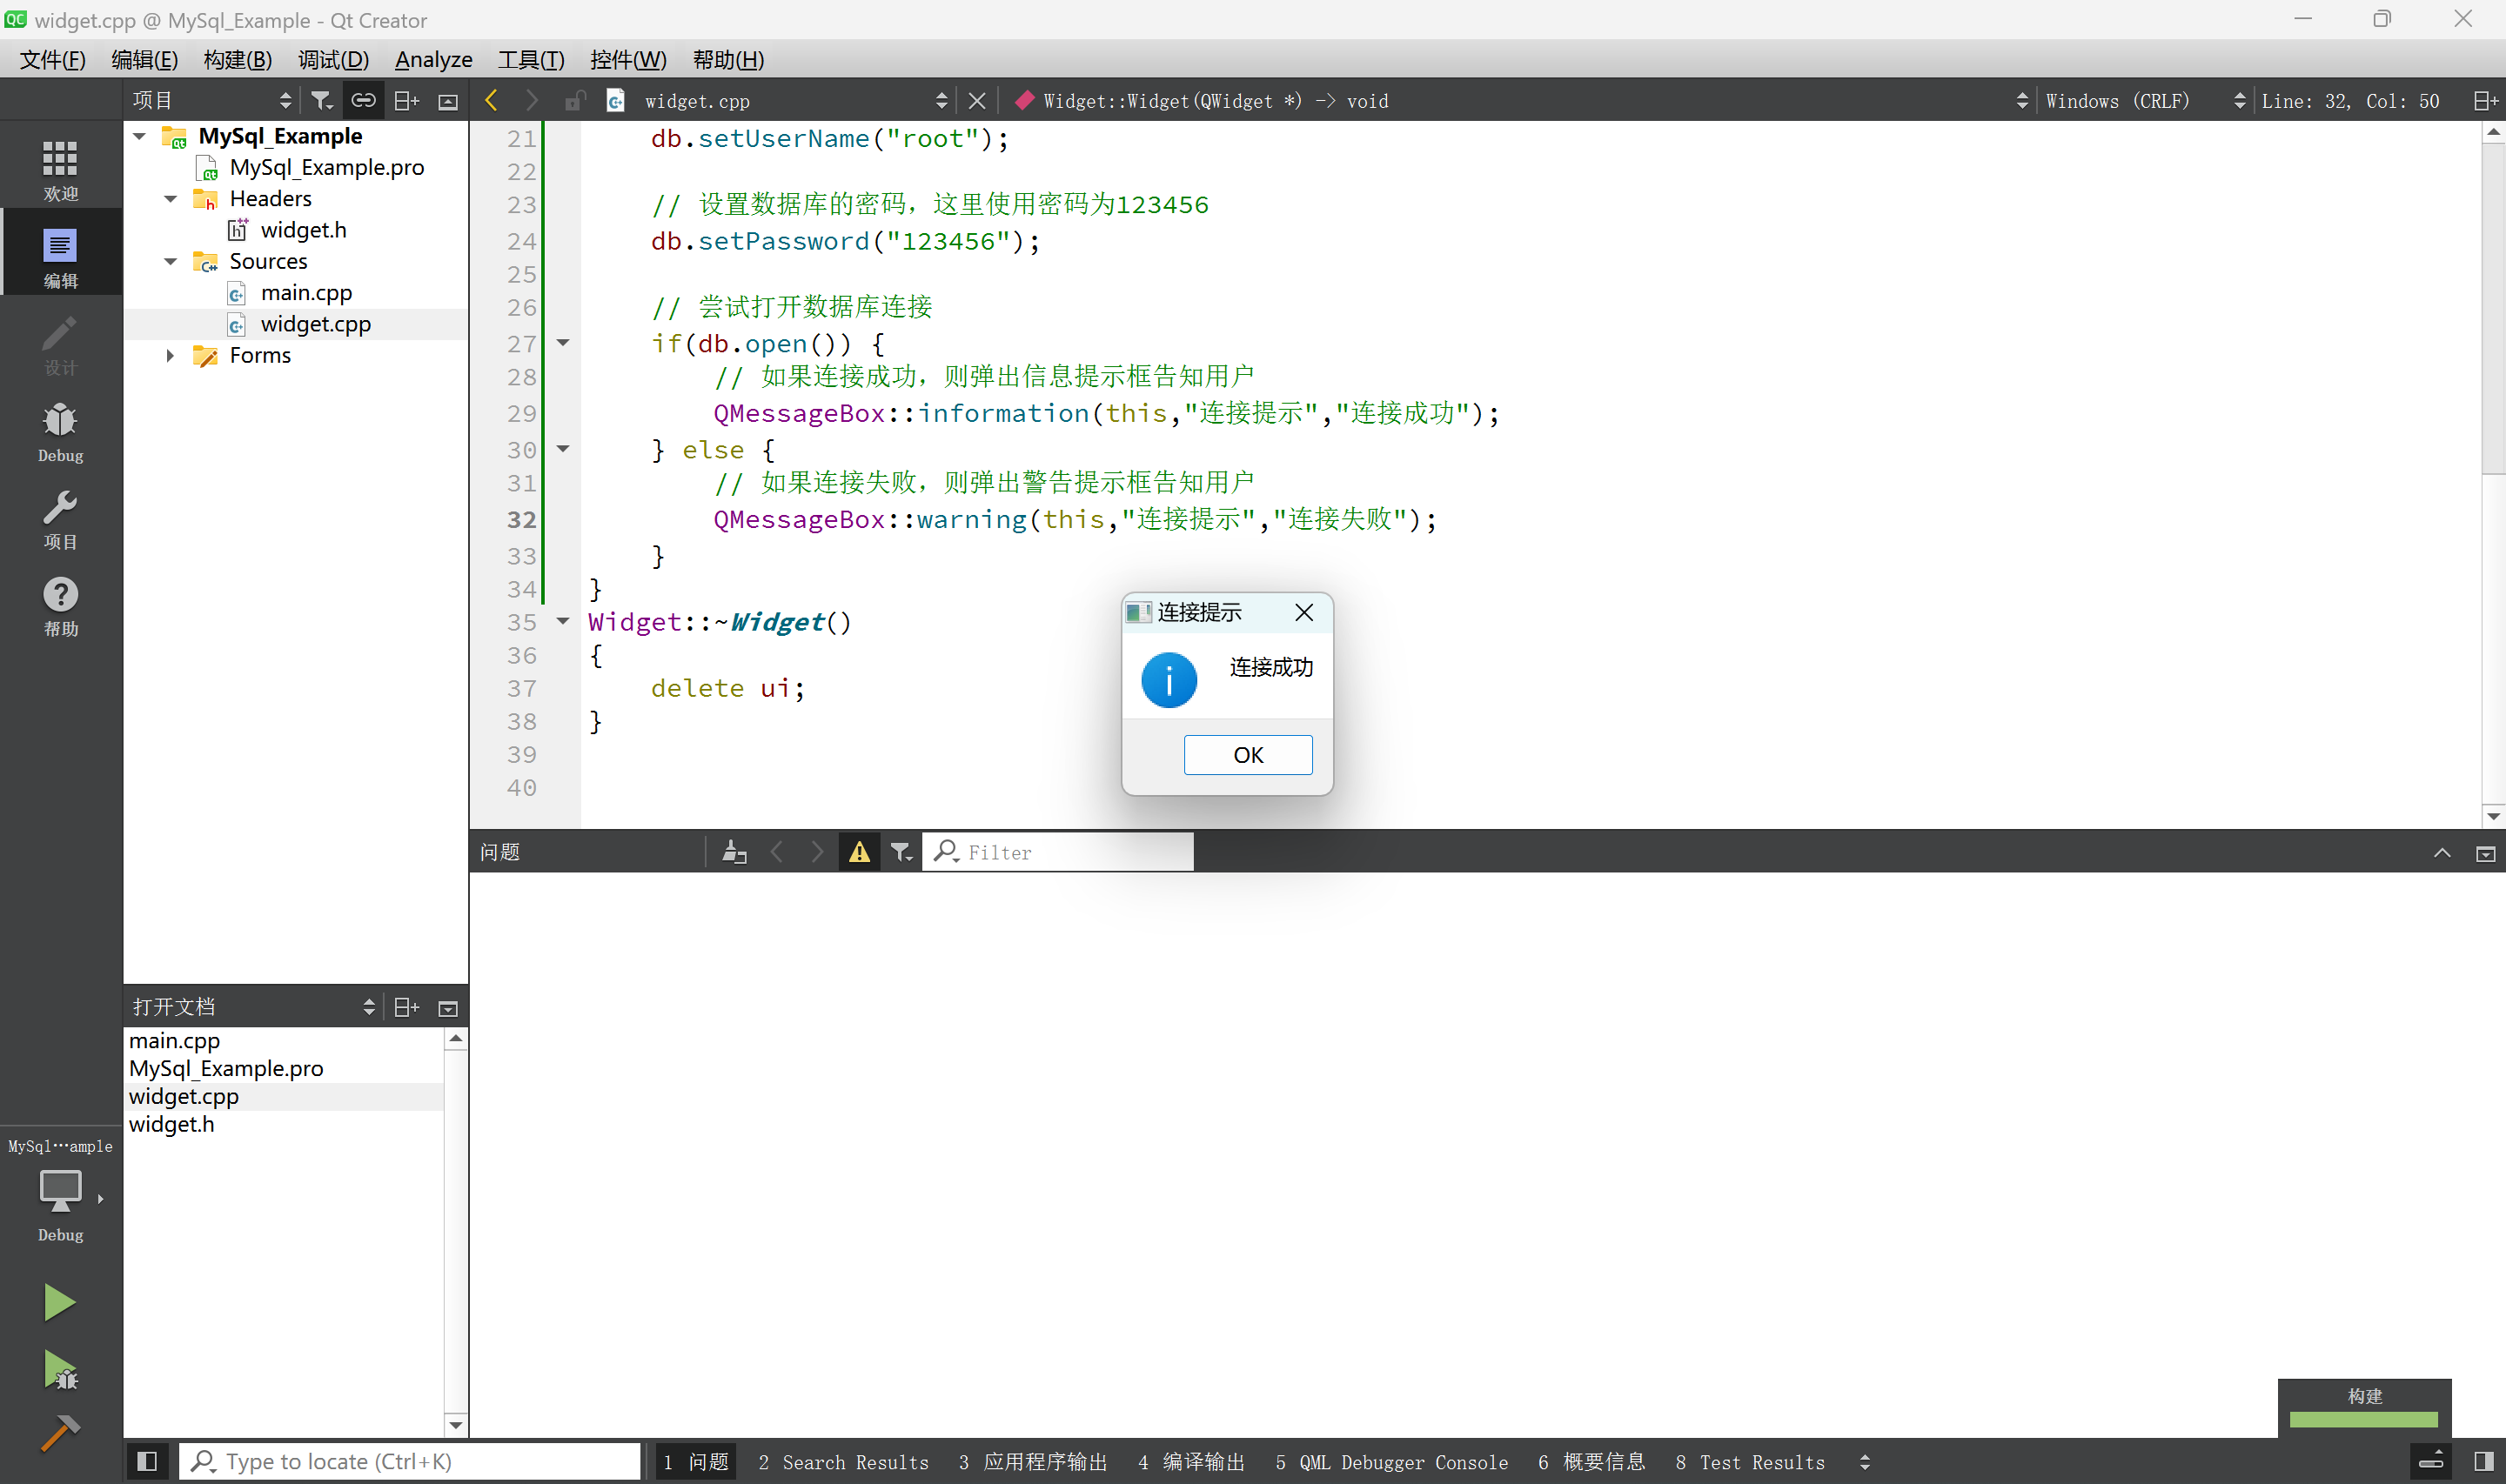 widget.cpp @ MySql_Example - Qt Creator
文件(F) 编辑(E) 构建(B) 调试(D) Analyze 工具(T) 控件(W) 帮助(H)
项目
widget.cpp
Widget::Widget(QWidget *) -> void
Windows (CRLF)
Line: 32, Col: 50
欢迎
编辑
设计
Debug
项目
帮助
MySql_Example
MySql_Example.pro
Headers
widget.h
Sources
main.cpp
widget.cpp
Forms
21 db.setUserName("root");
22
23 // 设置数据库的密码，这里使用密码为123456
24 db.setPassword("123456");
25
26 // 尝试打开数据库连接
27 if(db.open()) {
28 // 如果连接成功，则弹出信息提示框告知用户
29 QMessageBox::information(this,"连接提示","连接成功");
30 } else {
31 // 如果连接失败，则弹出警告提示框告知用户
32 QMessageBox::warning(this,"连接提示","连接失败");
33 }
34 }
35 Widget::~Widget()
36 {
37 delete ui;
38 }
39
40
连接提示
连接成功
OK
问题
Filter
打开文档
main.cpp
MySql_Example.pro
widget.cpp
widget.h
MySql···ample
Debug
构建
Type to locate (Ctrl+K)
1 问题 2 Search Results 3 应用程序输出 4 编译输出 5 QML Debugger Console 6 概要信息 8 Test Results